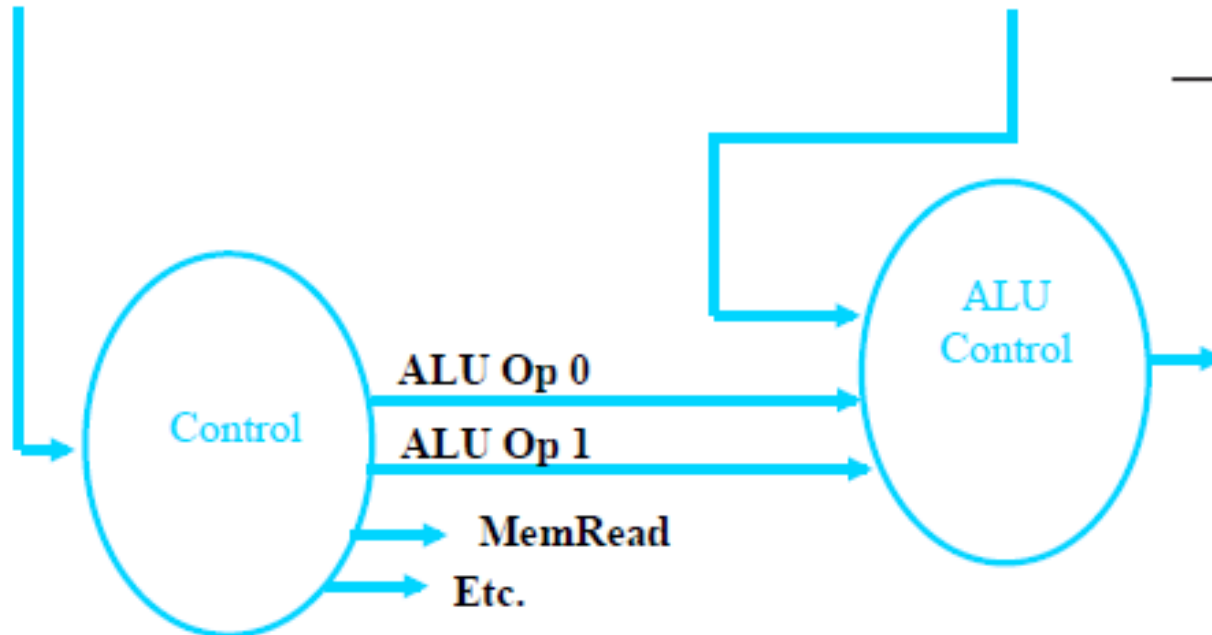 ALU
Control
ALU Op 0
Control
ALU Op 1
MemRead
Etc.